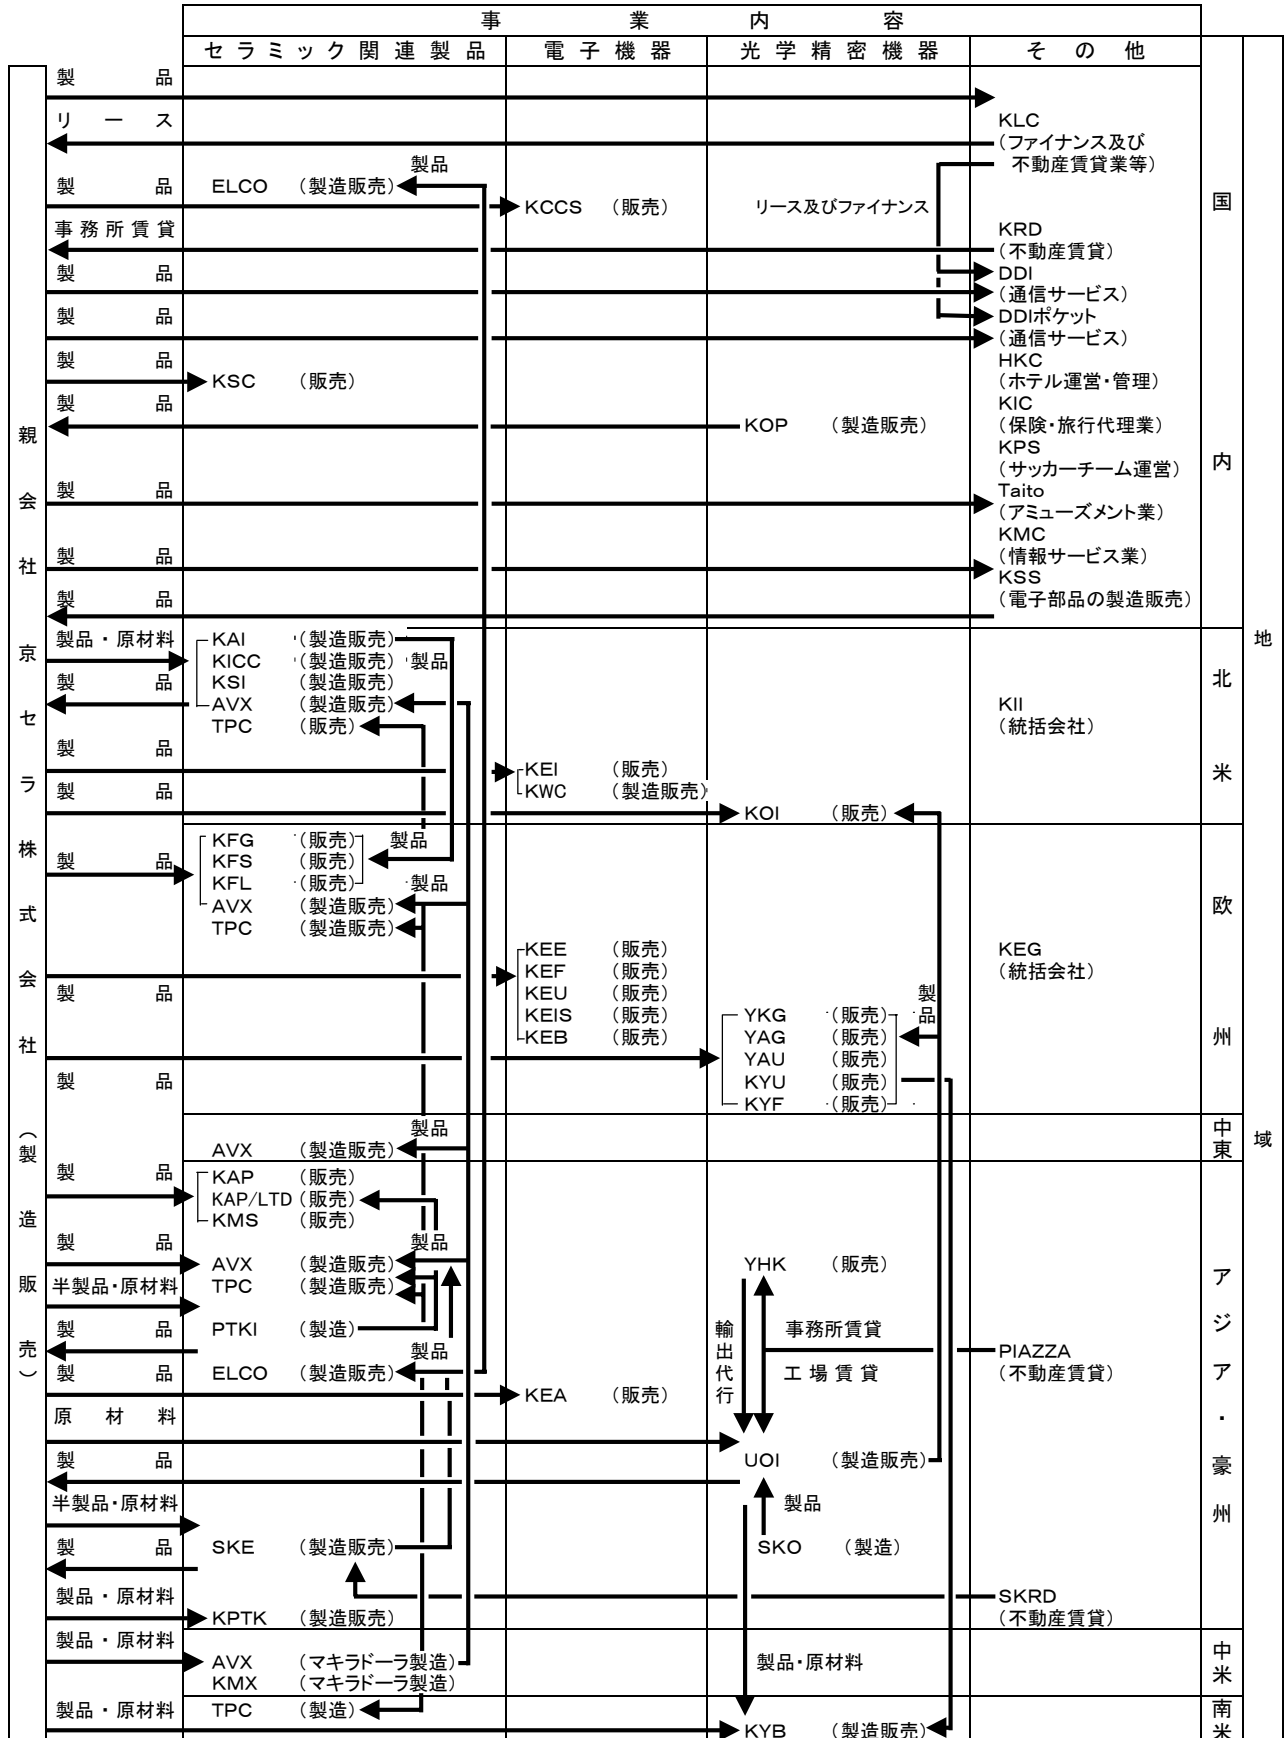 事業内容
セラミック関連製品 電子機器 光学精密機器 その他
製品
リース KLC
(ファイナンス及び
製品 不動産賃貸業等)
製品 ELCO (製造販売)
KCCS (販売) リース及びファイナンス 国
事務所賃貸 KRD
(不動産賃貸)
製品 DDI
(通信サービス)
製品 DDIポケット
(通信サービス)
製品 HKC
KSC (販売) (ホテル運営・管理)
製品 KIC
KOP (製造販売) (保険・旅行代理業)
KPS
(サッカーチーム運営) 内
製品 Taito
(アミューズメント業)
KMC
製品 (情報サービス業)
KSS
製品 (電子部品の製造販売)
製品・原材料 KAI (製造販売) 地
KICC (製造販売) 製品
製品 KSI (製造販売) 北
AVX (製造販売) KII
TPC (販売) (統括会社)
製品
KEI (販売) 米
製品 KWC (製造販売)
KOI (販売)
KFG (販売) 製品
製品 KFS (販売)
KFL (販売) 製品
AVX (製造販売) 欧
TPC (製造販売)
KEE (販売) KEG
KEF (販売) (統括会社)
製品 KEU (販売) 製品
KEIS (販売) YKG (販売)
KEB (販売) YAG (販売) 州
YAU (販売)
製品 KYU (販売)
KYF (販売)
製品 中東
AVX (製造販売) 域
製品 KAP (販売)
KAP/LTD (販売)
KMS (販売)
製品 製品
AVX (製造販売) YHK (販売)
半製品・原材料 TPC (製造販売) アジア・豪州
製品 PTKI (製造) 輸出代行 事務所賃貸
製品 PIAZZA
製品 ELCO (製造販売) 工場賃貸 (不動産賃貸)
KEA (販売)
原材料
製品 UOI (製造販売)
半製品・原材料 製品
製品 SKE (製造販売) SKO (製造)
製品・原材料 SKRD
KPTK (製造販売) (不動産賃貸)
製品・原材料
AVX (マキラドーラ製造) 製品・原材料 中米
KMX (マキラドーラ製造)
製品・原材料 TPC (製造) 南米
KYB (製造販売)
親会社京セラ株式会社(製造販売)